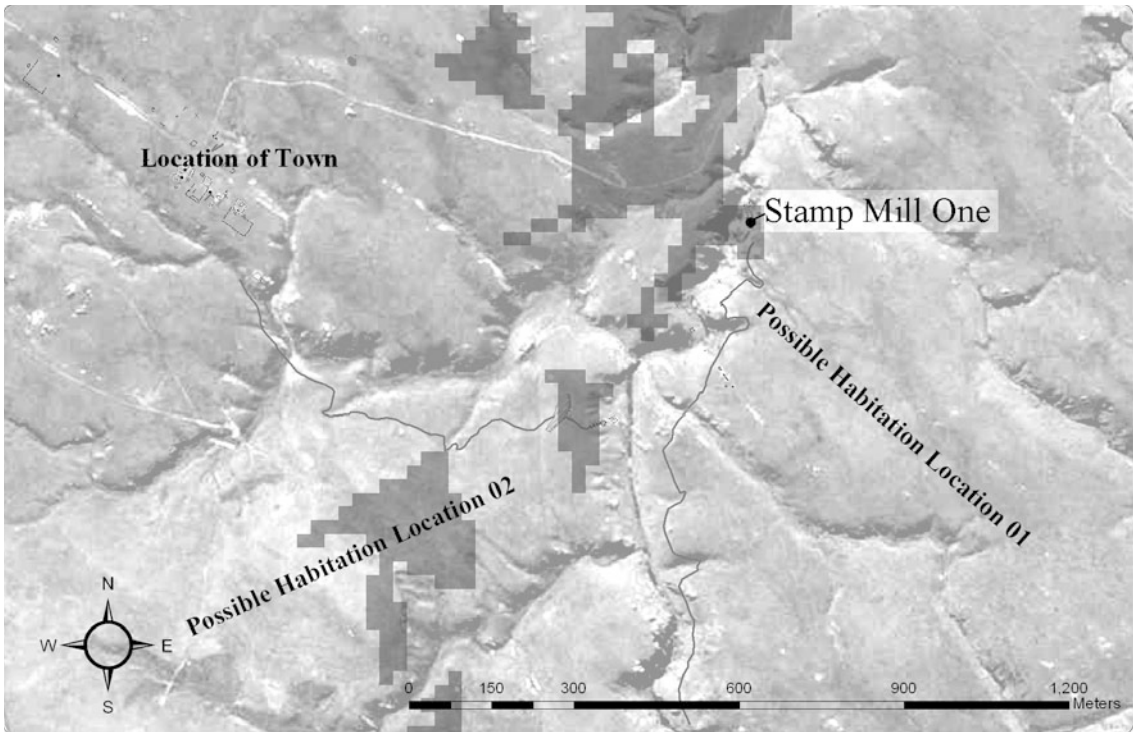 Location of Town
Stamp Mill One
Possible Habitation Location 01
Possible Habitation Location 02
N
W E
S
0 150 300 600 900 1,200
Meters